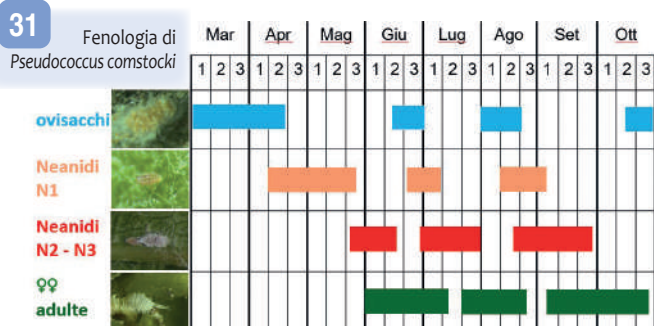 31
Fenologia di
Pseudococcus comstocki
Mar Apr Mag Giu Lug Ago Set Ott
1 2 3 1 2 3 1 2 3 1 2 3 1 2 3 1 2 3 1 2 3 1 2 3
ovisacchi
Neanidi
N1
Neanidi
N2 - N3
♀♀
adulte